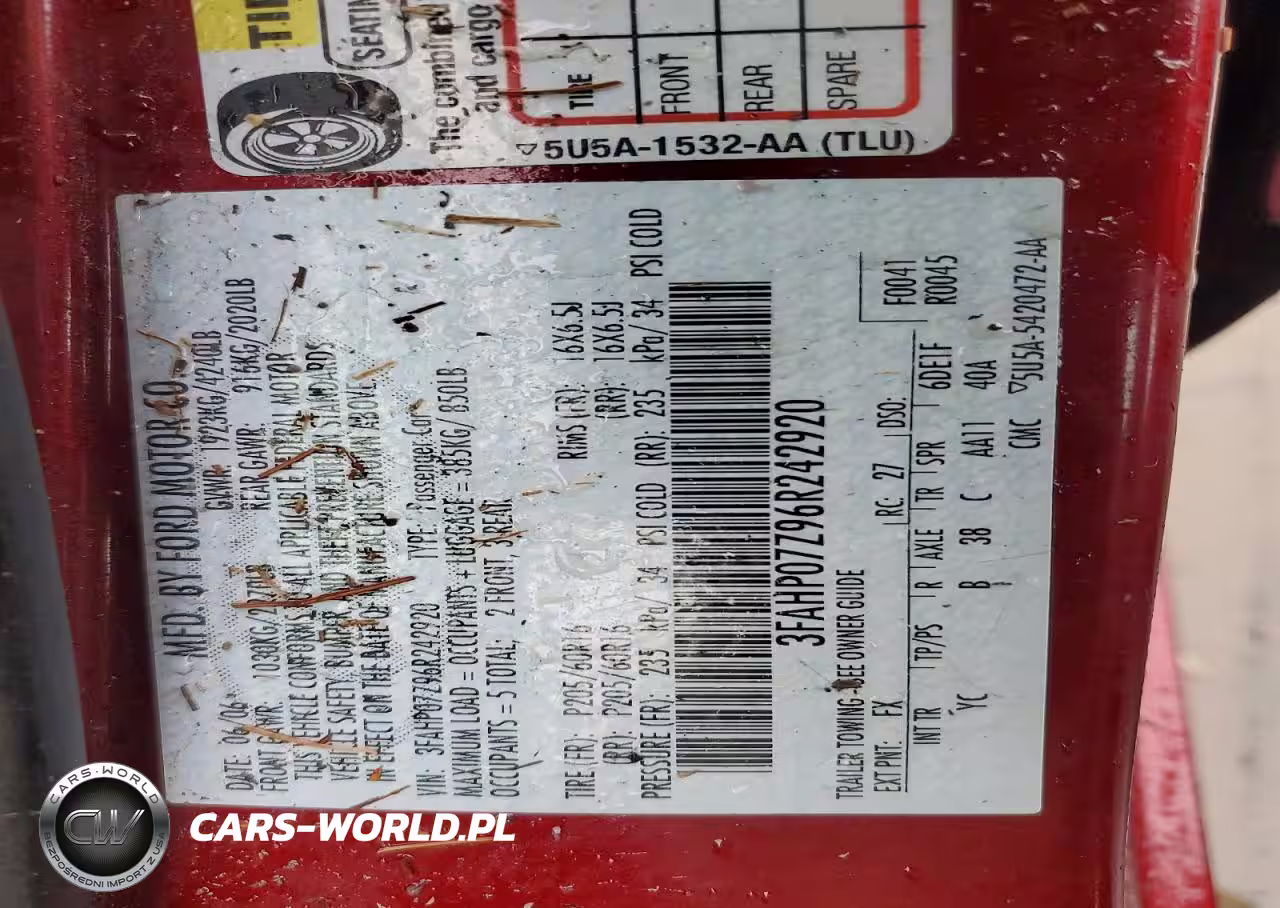 TIRE
SEATING
The combined
and cargo
TIRE
FRONT
REAR
SPARE
5U5A-1532-AA (TLU)
MFD. BY FORD MOTOR CO.
DATE: 06/06 GVWR: 1923KG/4240LB
FRONT GAWR: 1030KG/ REAR GAWR: 916KG/2020LB
THIS VEHICLE CONFORMS TO ALL APPLICABLE FEDERAL MOTOR
VEHICLE SAFETY BUMPER AND THEFT PREVENTION STANDARDS
IN EFFECT ON THE DATE OF MANUFACTURE SHOWN ABOVE.
VIN: 3FAHP07Z96R242920 TYPE: Passenger Cars
MAXIMUM LOAD = OCCUPANTS + LUGGAGE = 385KG/ 850LB
OCCUPANTS = 5 TOTAL: 2 FONT, 3 REAR
TIRE (FR): P205/60R16 RIMS (FR): 16X6.5J
(RR): P205/60R16 (RR): 16X6.5J
PRESSURE (FR): 235 kPa/ 34 PSI COLD (RR): 235 kPa/ 34 PSI COLD
3FAHP07Z96R242920
TRAILER TOWING - SEE OWNER GUIDE
EXT PNT: FX RC: 27 DSO: F0041
R0045
INT TR TP/PS R AXLE TR SPR 6DE1F
YC B 38 C AA11 40A
CMC 5U5A-5420472-AA
CARS-WORLD
CW
BEZPOŚREDNI IMPORT Z USA
CARS-WORLD.PL